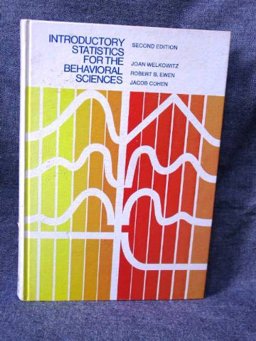 INTRODUCTORY
STATISTICS
FOR THE
BEHAVIORAL
SCIENCES
SECOND EDITION
JOAN WELKOWITZ
ROBERT B. EWEN
JACOB COHEN